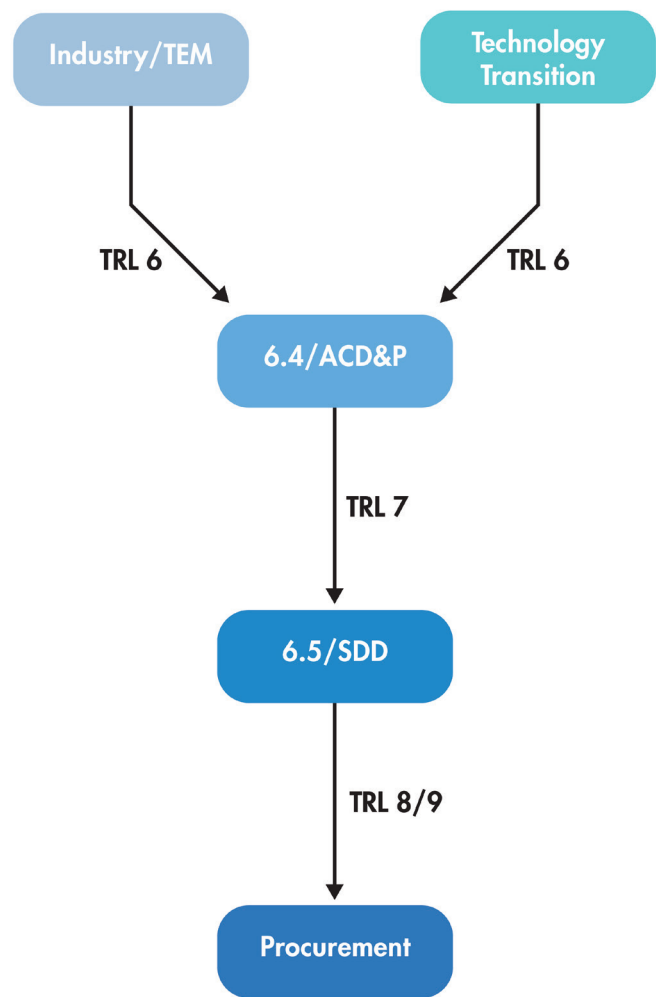 Industry/TEM
Technology
Transition
TRL 6
TRL 6
6.4/ACD&P
TRL 7
6.5/SDD
TRL 8/9
Procurement